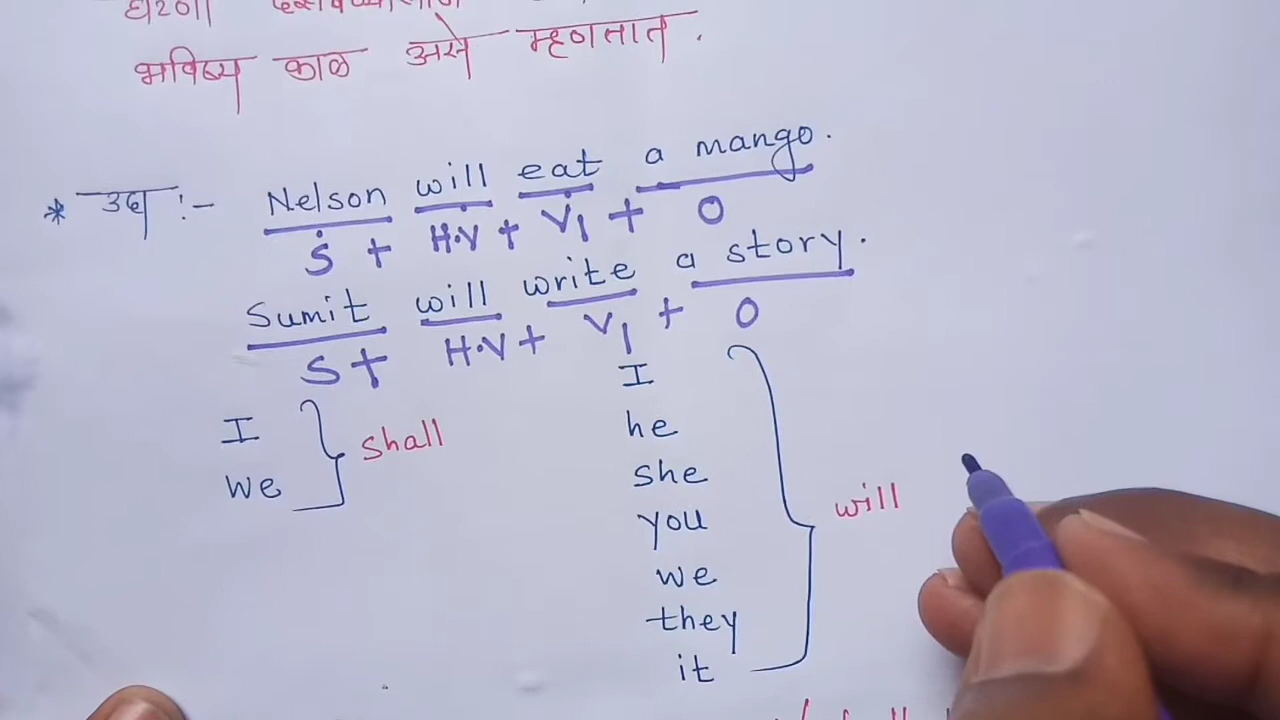 भविष्य काळ असे म्हणतात.
* उदा :- Nelson will eat a mango.
S + H.V + V1 + O
Sumit will write a story.
S + H.V + V1 + O
I
we
shall
I
he
she
you
we
they
it
will